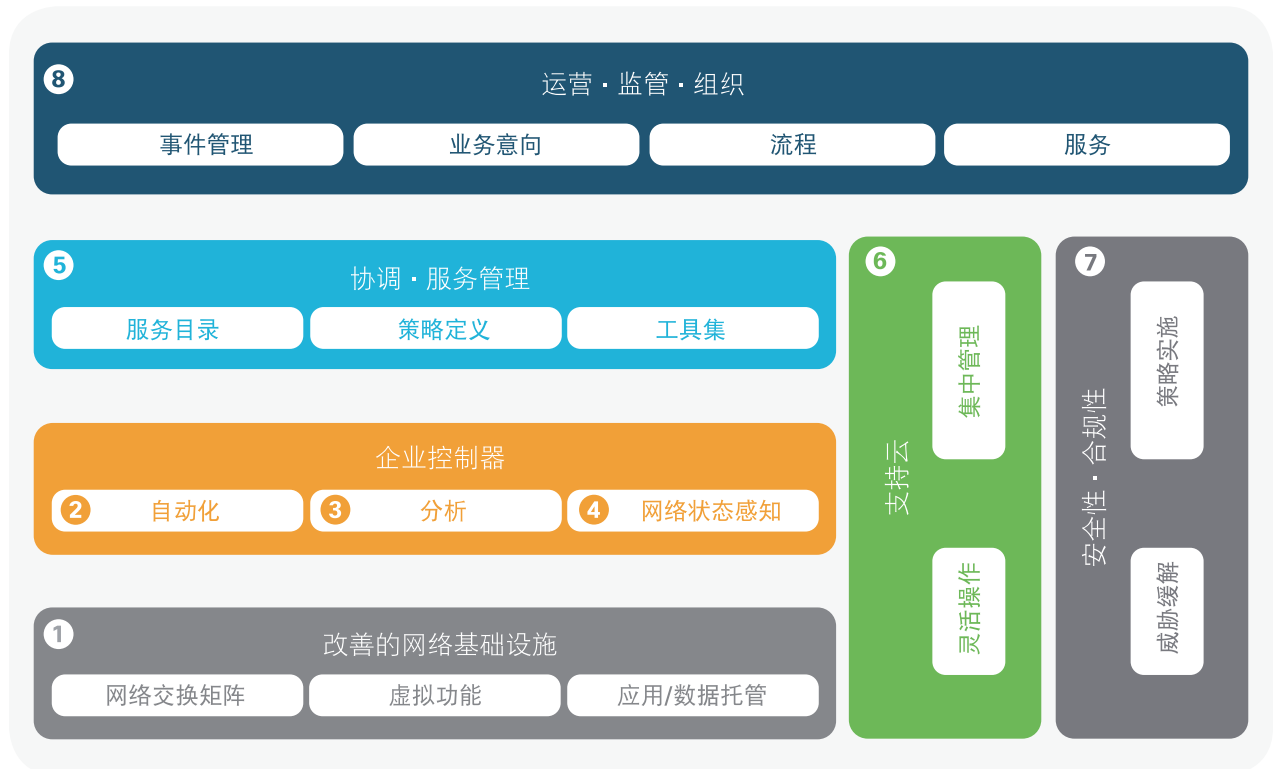 8
运营·监管·组织
事件管理
业务意向
流程
服务
5
协调·服务管理
服务目录
策略定义
工具集
企业控制器
2
自动化
3
分析
4
网络状态感知
1
改善的网络基础设施
网络交换矩阵
虚拟功能
应用/数据托管
6
支持云
集中管理
灵活操作
7
安全性·合规性
策略实施
威胁缓解